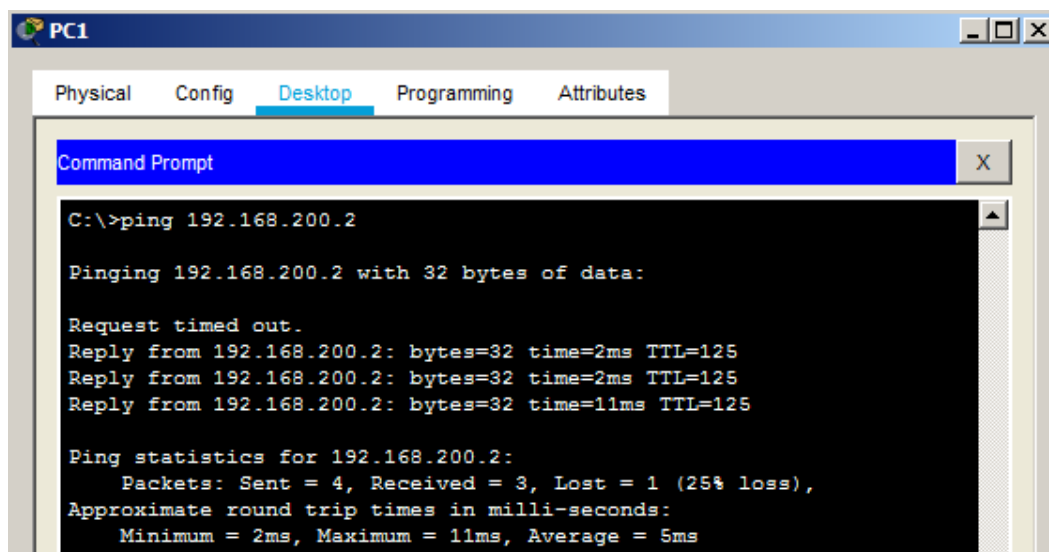 PC1
Physical Config Desktop Programming Attributes
Command Prompt X
C:\>ping 192.168.200.2
Pinging 192.168.200.2 with 32 bytes of data:
Request timed out.
Reply from 192.168.200.2: bytes=32 time=2ms TTL=125
Reply from 192.168.200.2: bytes=32 time=2ms TTL=125
Reply from 192.168.200.2: bytes=32 time=11ms TTL=125
Ping statistics for 192.168.200.2:
Packets: Sent = 4, Received = 3, Lost = 1 (25% loss),
Approximate round trip times in milli-seconds:
Minimum = 2ms, Maximum = 11ms, Average = 5ms